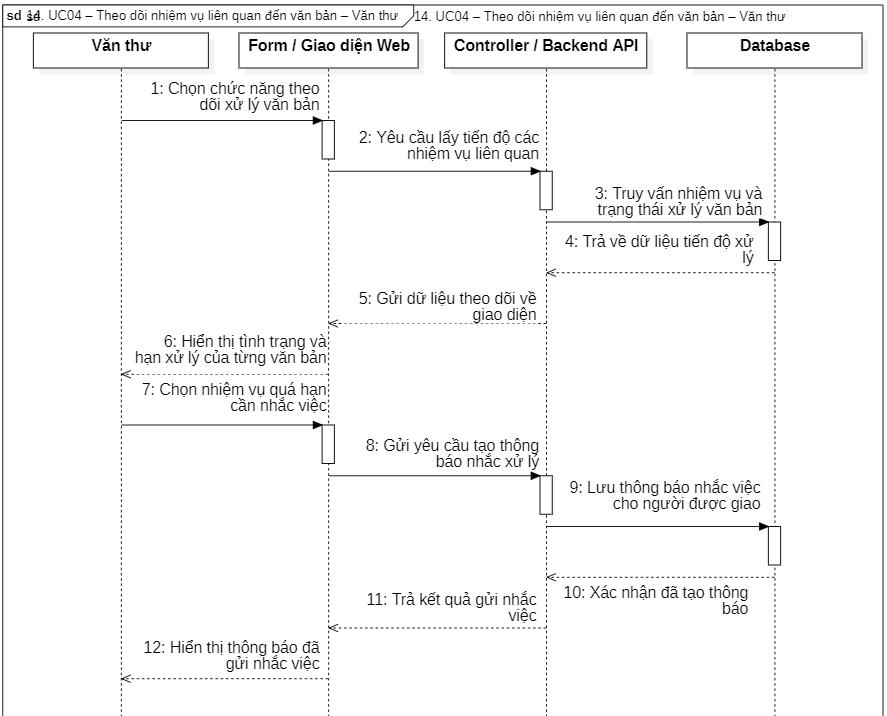 sd 14. UC04 – Theo dõi nhiệm vụ liên quan đến văn bản – Văn thư
sd 14. UC04 – Theo dõi nhiệm vụ liên quan đến văn bản – Văn thư
Văn thư
Form / Giao diện Web
Controller / Backend API
Database
1: Chọn chức năng theo
dõi xử lý văn bản
2: Yêu cầu lấy tiến độ các
nhiệm vụ liên quan
3: Truy vấn nhiệm vụ và
trạng thái xử lý văn bản
4: Trả về dữ liệu tiến độ xử
lý
5: Gửi dữ liệu theo dõi về
giao diện
6: Hiển thị tình trạng và
hạn xử lý của từng văn bản
7: Chọn nhiệm vụ quá hạn
cần nhắc việc
8: Gửi yêu cầu tạo thông
báo nhắc xử lý
9: Lưu thông báo nhắc việc
cho người được giao
10: Xác nhận đã tạo thông
báo
11: Trả kết quả gửi nhắc
việc
12: Hiển thị thông báo đã
gửi nhắc việc